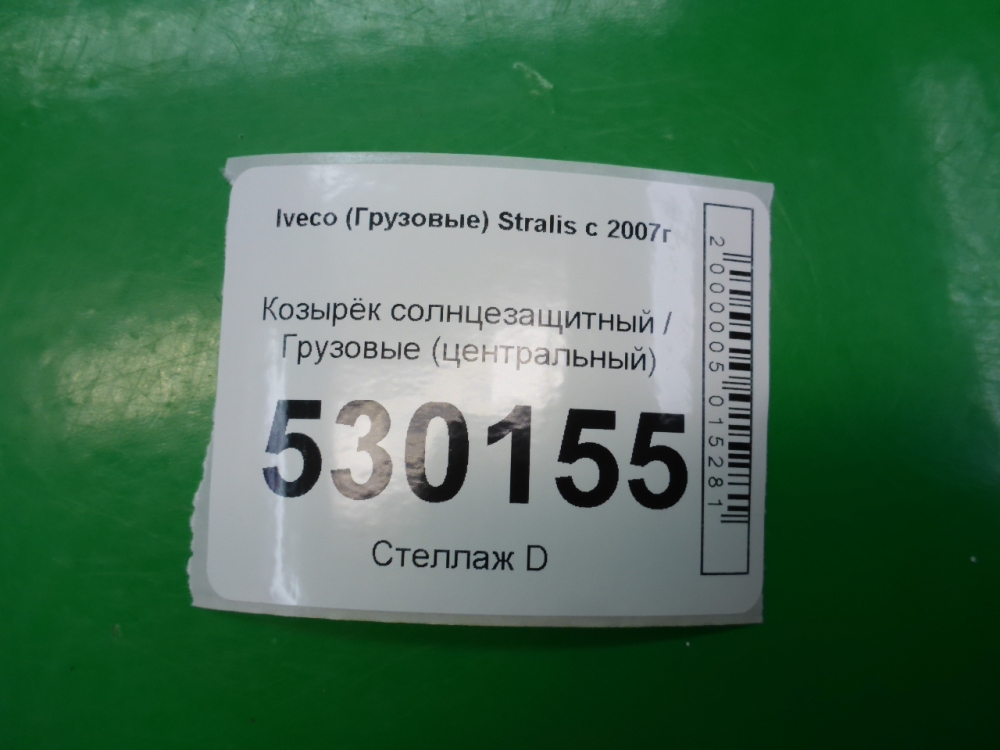 Iveco (Грузовые) Stralis с 2007г
Козырёк солнцезащитный /
Грузовые (центральный)
530155
Стеллаж D
2000005015281